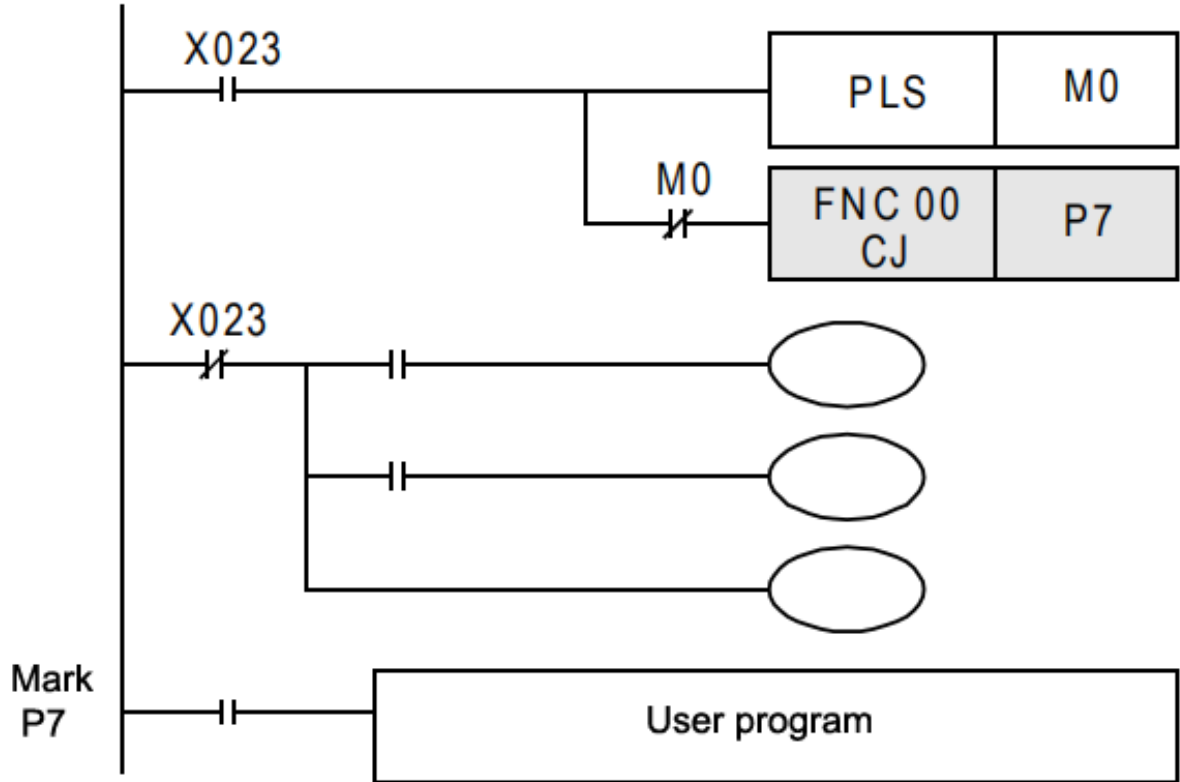 X023
PLS M0
M0
FNC 00
CJ
P7
X023
Mark
P7
User program